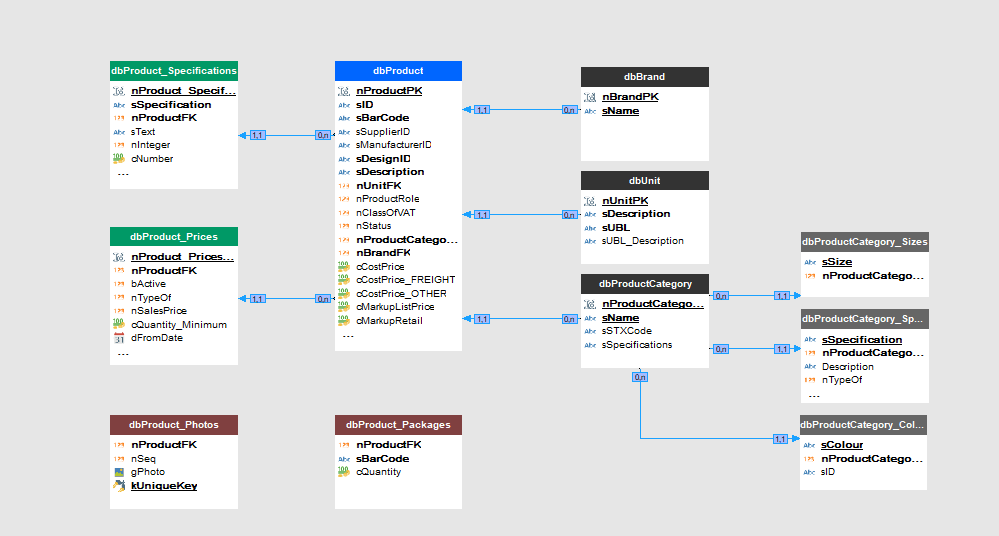 dbProduct_Specifications
nProduct_Specif...
sSpecification
nProductFK
sText
nInteger
cNumber
...
dbProduct
nProductPK
sID
sBarCode
sSupplierID
sManufacturerID
sDesignID
sDescription
nUnitFK
nProductRole
nClassOfVAT
nStatus
nProductCatego...
nBrandFK
cCostPrice
cCostPrice_FREIGHT
cCostPrice_OTHER
cMarkupListPrice
cMarkupRetail
...
dbBrand
nBrandPK
sName
dbUnit
nUnitPK
sDescription
sUBL
sUBL_Description
dbProduct_Prices
nProduct_Prices...
nProductFK
bActive
nTypeOf
nSalesPrice
cQuantity_Minimum
dFromDate
...
dbProductCategory
nProductCatego...
sName
sSTXCode
sSpecifications
dbProductCategory_Sizes
sSize
nProductCatego...
dbProductCategory_Sp...
sSpecification
nProductCatego...
Description
nTypeOf
...
dbProductCategory_Col...
sColour
nProductCatego...
sID
dbProduct_Photos
nProductFK
nSeq
gPhoto
kUniqueKey
dbProduct_Packages
nProductFK
sBarCode
cQuantity
1,1 0,n
1,1 0,n
1,1 0,n
1,1 0,n
1,1 0,n
0,n 1,1
0,n 1,1
0,n
1,1